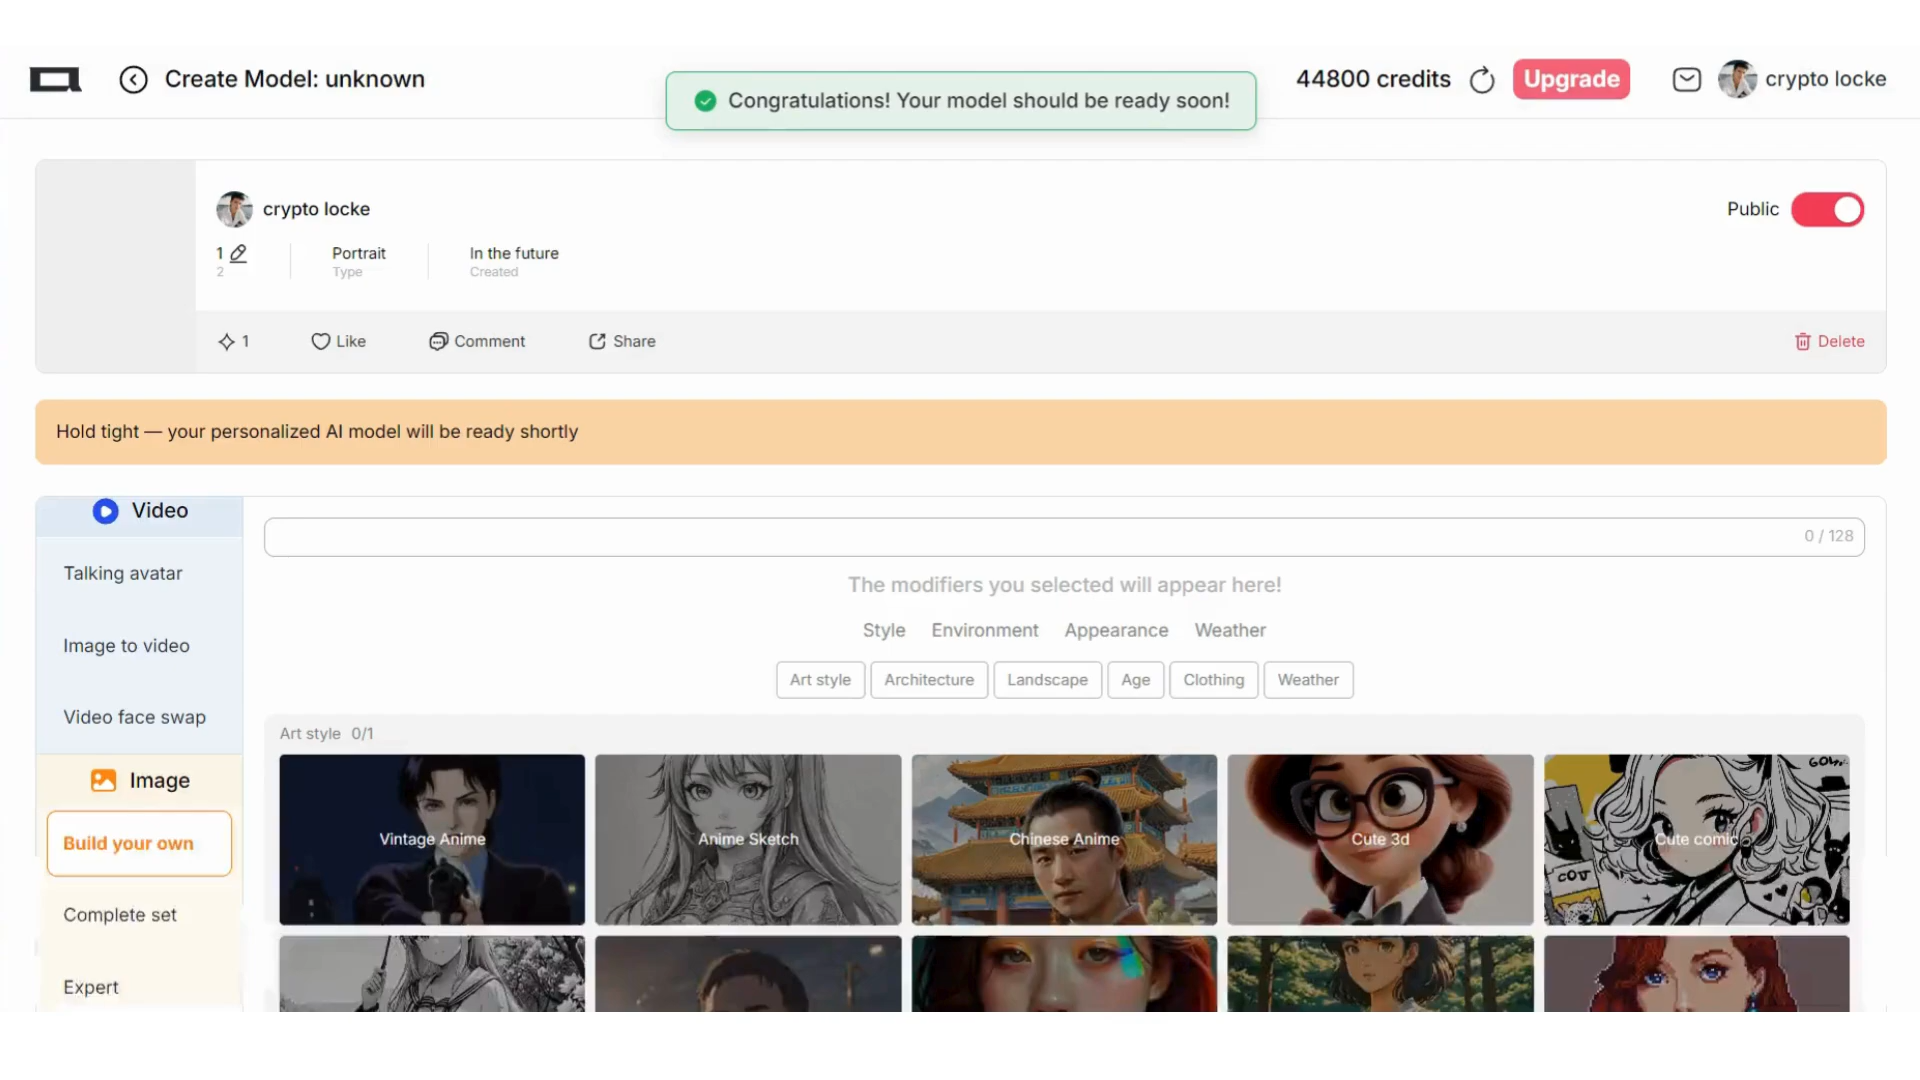 Create Model: unknown
Congratulations! Your model should be ready soon!
44800 credits
Upgrade
crypto locke
crypto locke
Public
1
2
Portrait
Type
In the future
Created
1
Like
Comment
Share
Delete
Hold tight — your personalized AI model will be ready shortly
Video
Talking avatar
Image to video
Video face swap
Image
Build your own
Complete set
Expert
0 / 128
The modifiers you selected will appear here!
Style Environment Appearance Weather
Art style Architecture Landscape Age Clothing Weather
Art style 0/1
Vintage Anime
Anime Sketch
Chinese Anime
Cute 3d
Cute comic